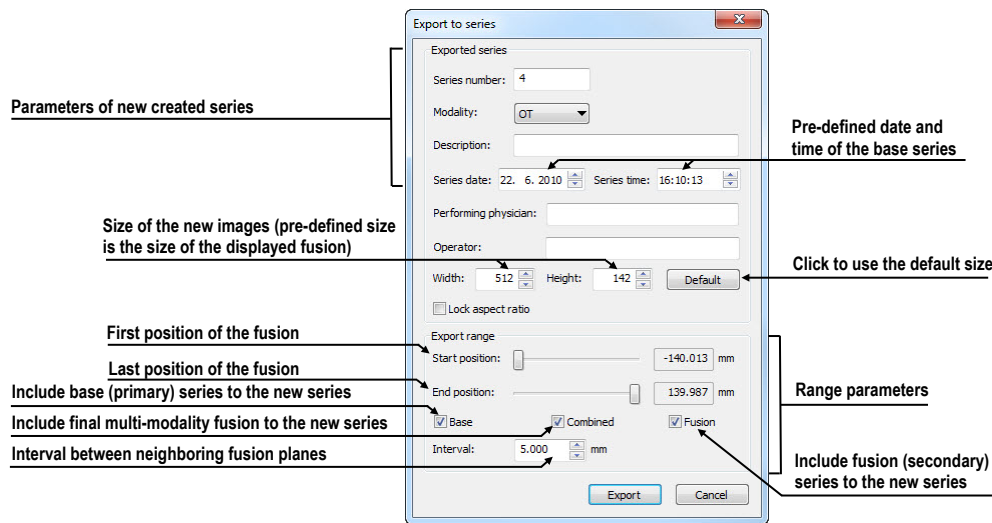 Export to series
Exported series
Series number: 4
Parameters of new created series
Modality: OT
Pre-defined date and
time of the base series
Description:
Series date: 22. 6. 2010 Series time: 16:10:13
Performing physician:
Size of the new images (pre-defined size
is the size of the displayed fusion)
Operator:
Width: 512 Height: 142 Default
Click to use the default size
Lock aspect ratio
Export range
First position of the fusion
Start position: -140.013 mm
Last position of the fusion
End position: 139.987 mm
Range parameters
Include base (primary) series to the new series
Base Combined Fusion
Include final multi-modality fusion to the new series
Interval: 5.000 mm
Interval between neighboring fusion planes
Include fusion (secondary)
series to the new series
Export Cancel